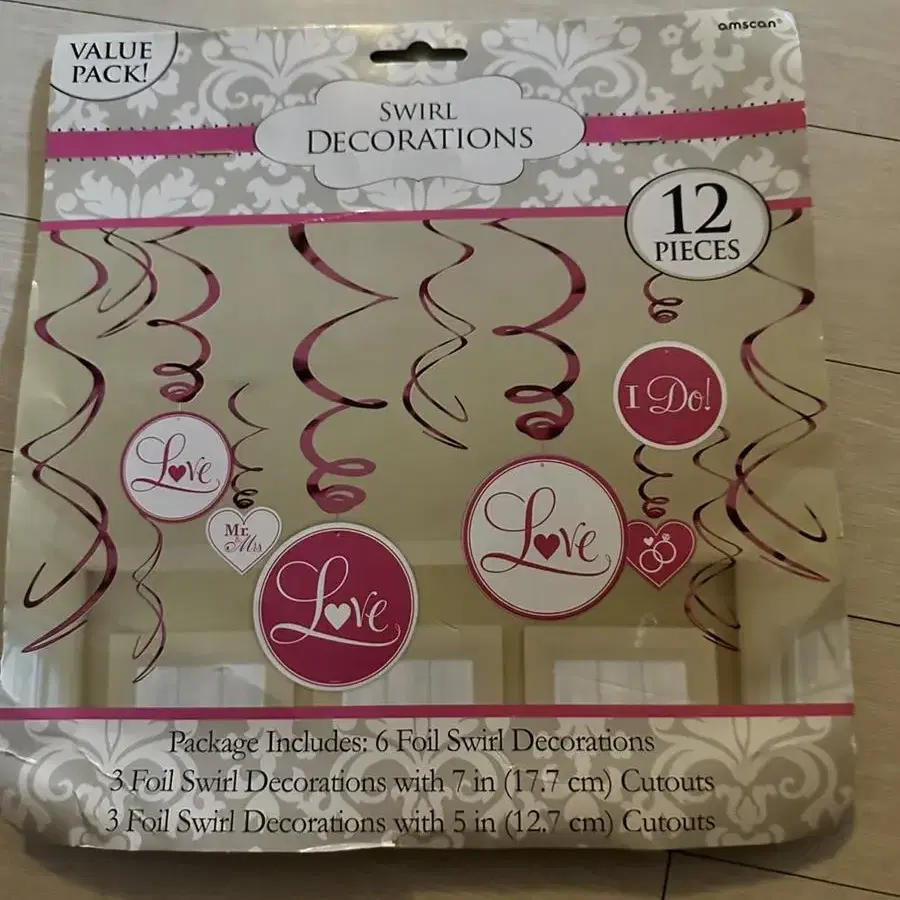 amscan®
VALUE
PACK!
SWIRL
DECORATIONS
12
PIECES
I Do!
Love
Mr.
& Mrs
Love
Love
Package Includes: 6 Foil Swirl Decorations
3 Foil Swirl Decorations with 7 in (17.7 cm) Cutouts
3 Foil Swirl Decorations with 5 in (12.7 cm) Cutouts